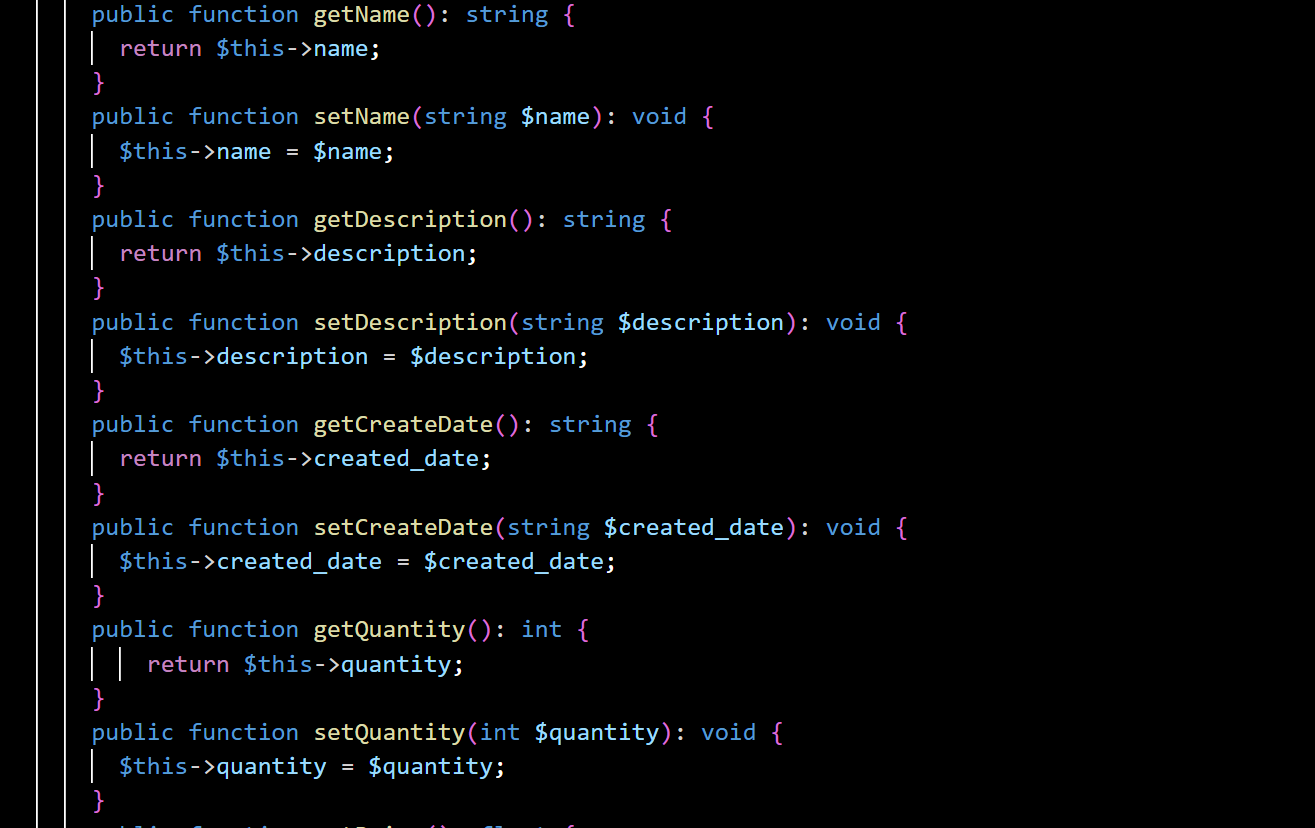 public function getName(): string {
return $this->name;
}
public function setName(string $name): void {
$this->name = $name;
}
public function getDescription(): string {
return $this->description;
}
public function setDescription(string $description): void {
$this->description = $description;
}
public function getCreateDate(): string {
return $this->created_date;
}
public function setCreateDate(string $created_date): void {
$this->created_date = $created_date;
}
public function getQuantity(): int {
return $this->quantity;
}
public function setQuantity(int $quantity): void {
$this->quantity = $quantity;
}